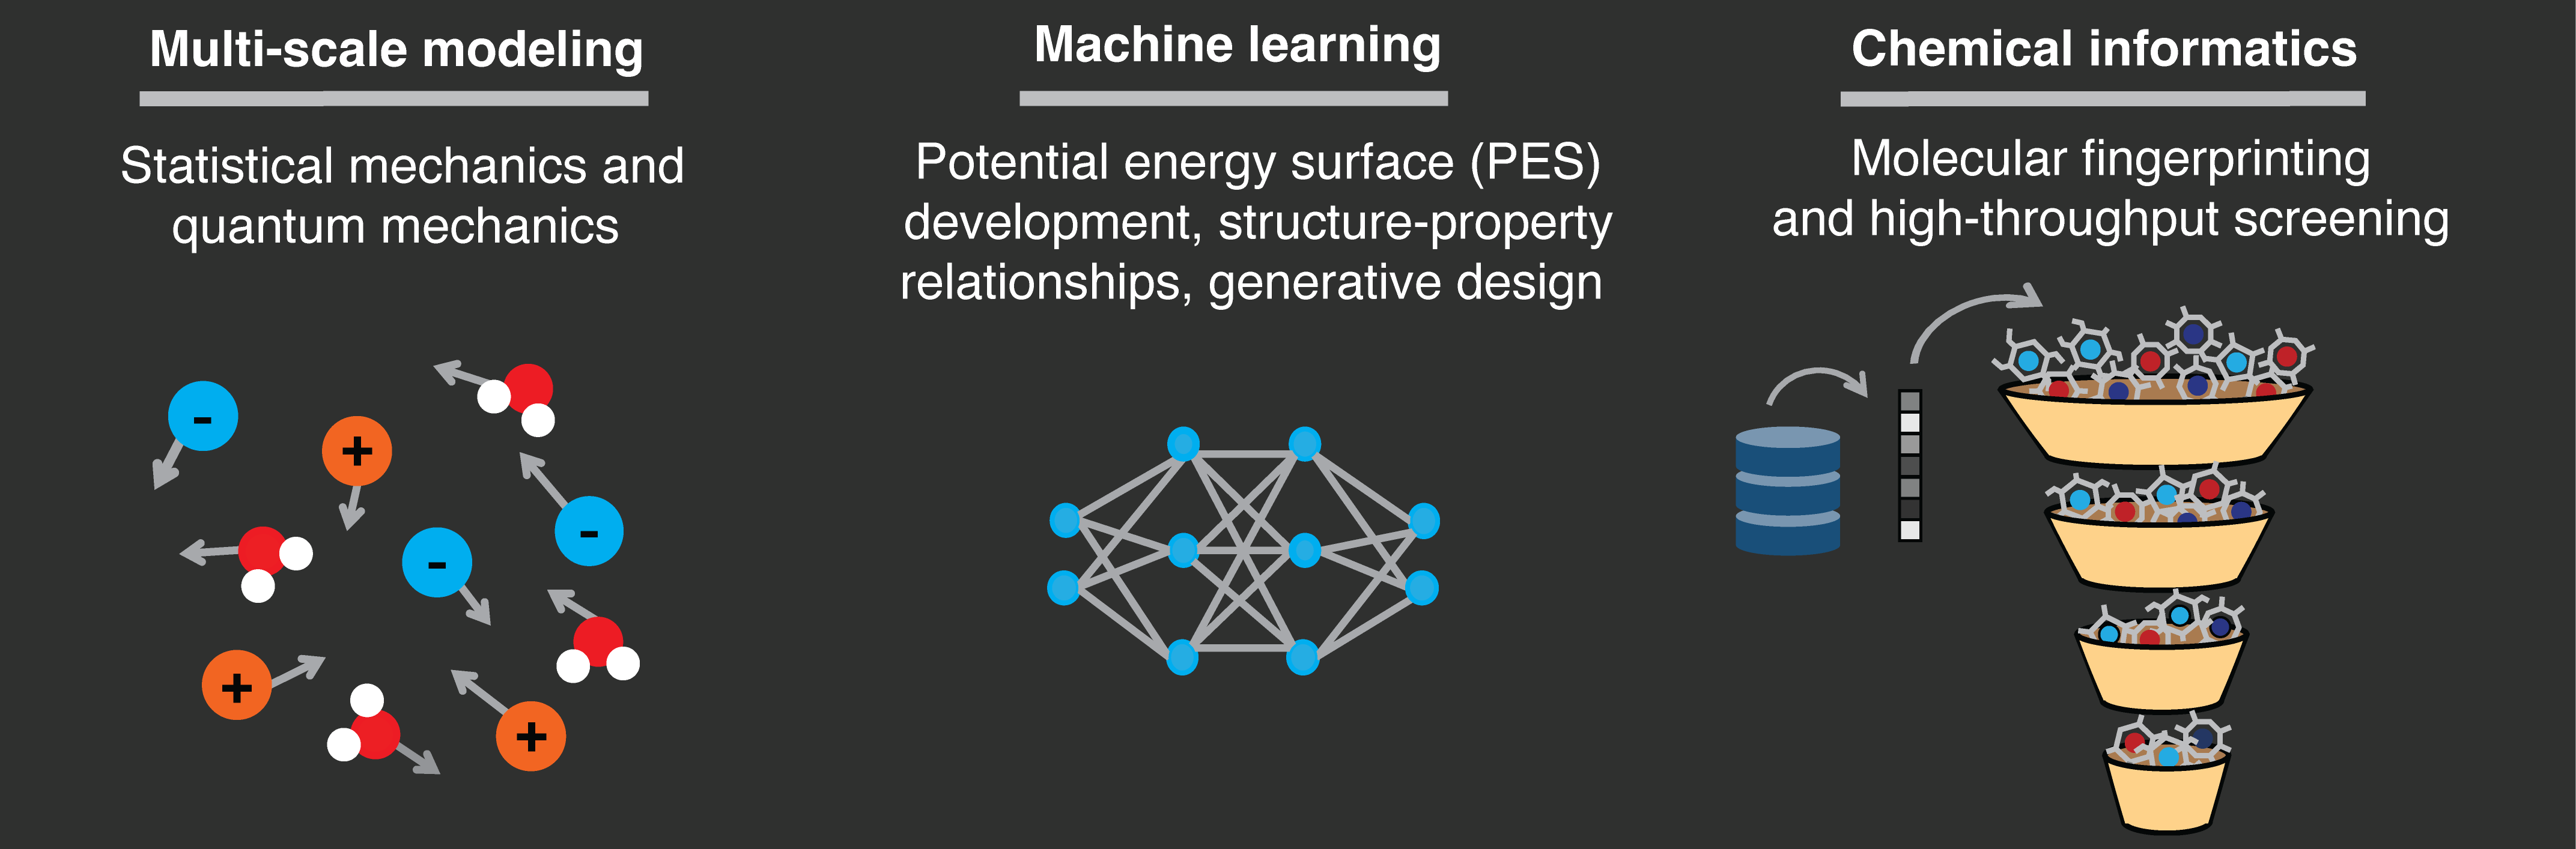 Multi-scale modeling
Statistical mechanics and
quantum mechanics
-
+
-
-
+
+
Machine learning
Potential energy surface (PES)
development, structure-property
relationships, generative design
Chemical informatics
Molecular fingerprinting
and high-throughput screening